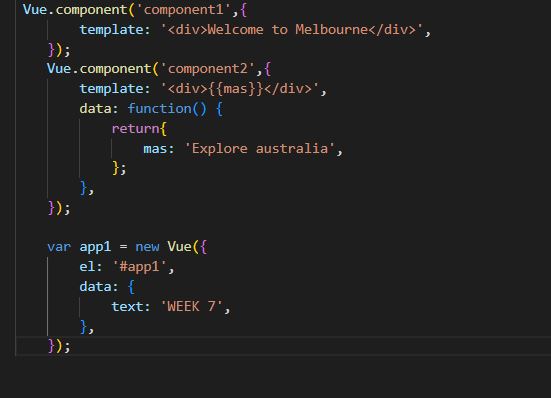 Vue.component('component1',{
template: '<div>Welcome to Melbourne</div>',
});
Vue.component('component2',{
template: '<div>{{mas}}</div>',
data: function() {
return{
mas: 'Explore australia',
};
},
});
var app1 = new Vue({
el: '#app1',
data: {
text: 'WEEK 7',
},
});